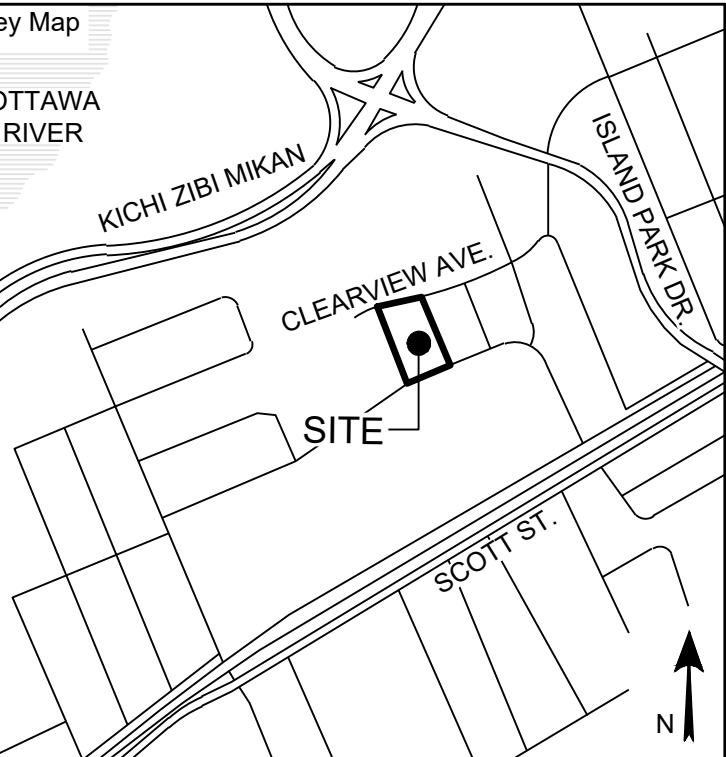 ey Map
OTTAWA
RIVER
KICHI ZIBI MIKAN
ISLAND PARK DR.
CLEARVIEW AVE.
SITE
SCOTT ST.
N